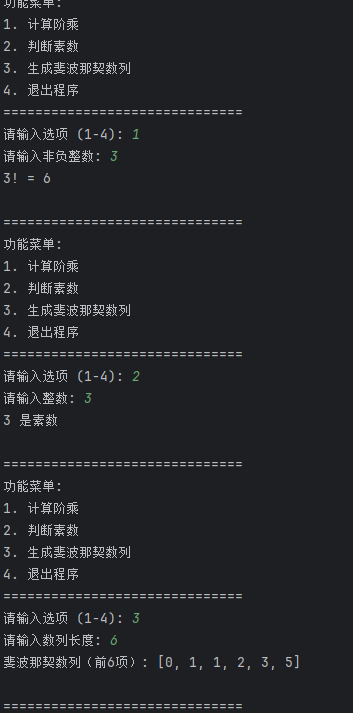 功能菜单:
1. 计算阶乘
2. 判断素数
3. 生成斐波那契数列
4. 退出程序
==============================
请输入选项 (1-4): 1
请输入非负整数: 3
3! = 6
==============================
功能菜单:
1. 计算阶乘
2. 判断素数
3. 生成斐波那契数列
4. 退出程序
==============================
请输入选项 (1-4): 2
请输入整数: 3
3 是素数
==============================
功能菜单:
1. 计算阶乘
2. 判断素数
3. 生成斐波那契数列
4. 退出程序
==============================
请输入选项 (1-4): 3
请输入数列长度: 6
斐波那契数列（前6项）: [0, 1, 1, 2, 3, 5]
==============================